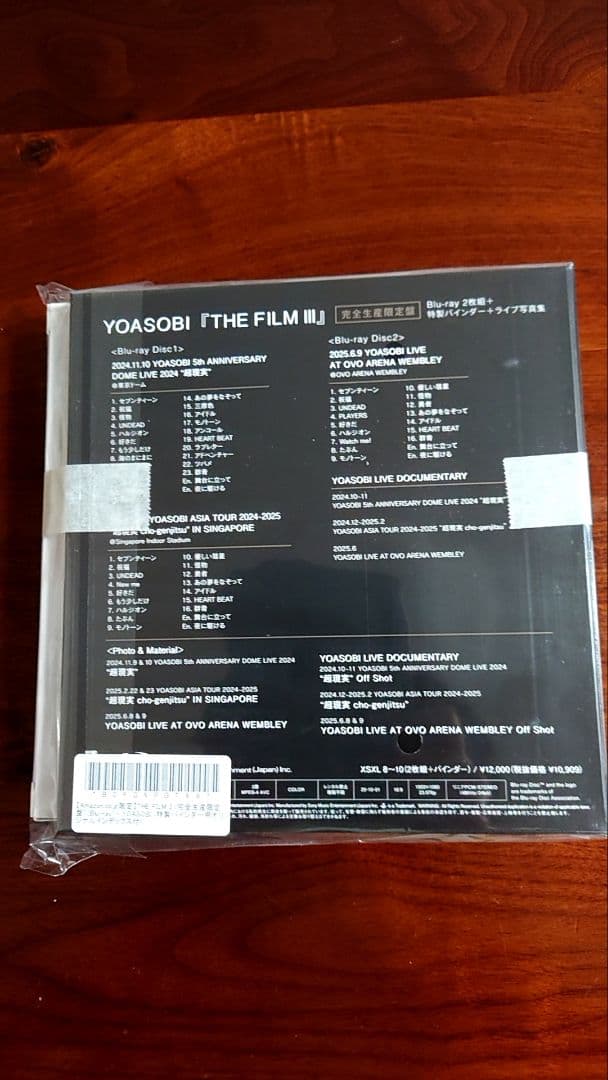 YOASOBI『THE FILM Ⅲ』
完全生産限定盤
Blu-ray 2枚組+
特製バインダー+ライブ写真集
<Blu-ray Disc1>
2024.11.10 YOASOBI 5th ANNIVERSARY
DOME LIVE 2024 "超現実"
@東京ドーム
1. セブンティーン
2. 祝福
3. 怪物
4. UNDEAD
5. 好きだ
6. ハルジオン
7. もう少しだけ
8. 海のまにまに
14. あの夢をなぞって
15. 三原色
16. アイドル
17. モノトーン
18. アンコール
19. HEART BEAT
20. ラブレター
21. アドベンチャー
22. ツバメ
23. 群青
En. 舞台に立って
En. 夜に駆ける
<Blu-ray Disc2>
2025.6.9 YOASOBI LIVE
AT OVO ARENA WEMBLEY
@OVO ARENA WEMBLEY
1. セブンティーン
2. 祝福
3. UNDEAD
4. PLAYERS
5. 好きだ
6. ハルジオン
7. Watch me!
8. たぶん
9. モノトーン
10. 優しい彗星
11. 怪物
12. 勇者
13. あの夢をなぞって
14. アイドル
15. HEART BEAT
16. 群青
En. 舞台に立って
En. 夜に駆ける
YOASOBI LIVE DOCUMENTARY
2024.10-11
YOASOBI 5th ANNIVERSARY DOME LIVE 2024 "超現実"
2024.12-2025.2
YOASOBI ASIA TOUR 2024-2025 "超現実 cho-genjitsu"
2025.6
YOASOBI LIVE AT OVO ARENA WEMBLEY
YOASOBI ASIA TOUR 2024-2025
"超現実 cho-genjitsu" IN SINGAPORE
@Singapore Indoor Stadium
1. セブンティーン
2. 祝福
3. UNDEAD
4. New me
5. 好きだ
6. もう少しだけ
7. ハルジオン
8. たぶん
9. モノトーン
10. 優しい彗星
11. 怪物
12. 勇者
13. あの夢をなぞって
14. アイドル
15. HEART BEAT
16. 群青
En. 舞台に立って
En. 夜に駆ける
<Photo & Material>
2024.11.9 & 10 YOASOBI 5th ANNIVERSARY DOME LIVE 2024
"超現実"
2025.2.22 & 23 YOASOBI ASIA TOUR 2024-2025
"超現実 cho-genjitsu" IN SINGAPORE
2025.6.8 & 9
YOASOBI LIVE AT OVO ARENA WEMBLEY
YOASOBI LIVE DOCUMENTARY
2024.10-11 YOASOBI 5th ANNIVERSARY DOME LIVE 2024
"超現実" Off Shot
2024.12-2025.2 YOASOBI ASIA TOUR 2024-2025
"超現実 cho-genjitsu"
2025.6.8 & 9
YOASOBI LIVE AT OVO ARENA WEMBLEY Off Shot
XSXL 8~10(2枚組+バインダー) / ¥12,000(税抜価格 ¥10,909)
COLOR
Blu-ray Disc™ and the logo
are trademarks of the
Blu-ray Disc Association.